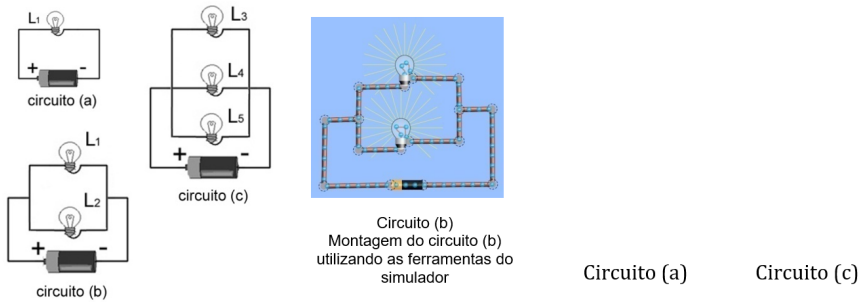 L₁
+ -
circuito (a)
L₃
L₄
L₅
+ -
circuito (c)
L₁
L₂
+ -
circuito (b)
Circuito (b)
Montagem do circuito (b)
utilizando as ferramentas do
simulador
Circuito (a)
Circuito (c)